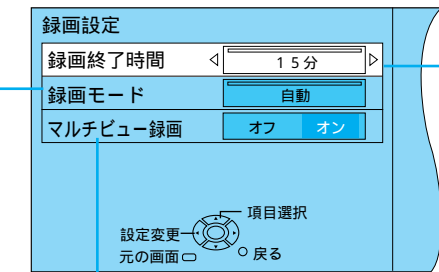 録画設定
録画終了時間 １５分
録画モード 自動
マルチビュー録画 オフ オン
項目選択
設定変更
元の画面 戻る